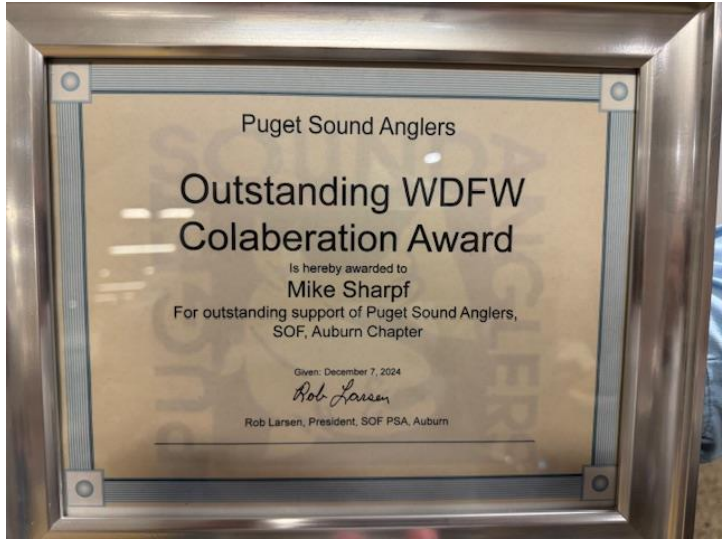 Puget Sound Anglers
Outstanding WDFW
Colaberation Award
Is hereby awarded to
Mike Sharpf
For outstanding support of Puget Sound Anglers,
SOF, Auburn Chapter
Given: December 7, 2024
Rob Larsen
Rob Larsen, President, SOF PSA, Auburn